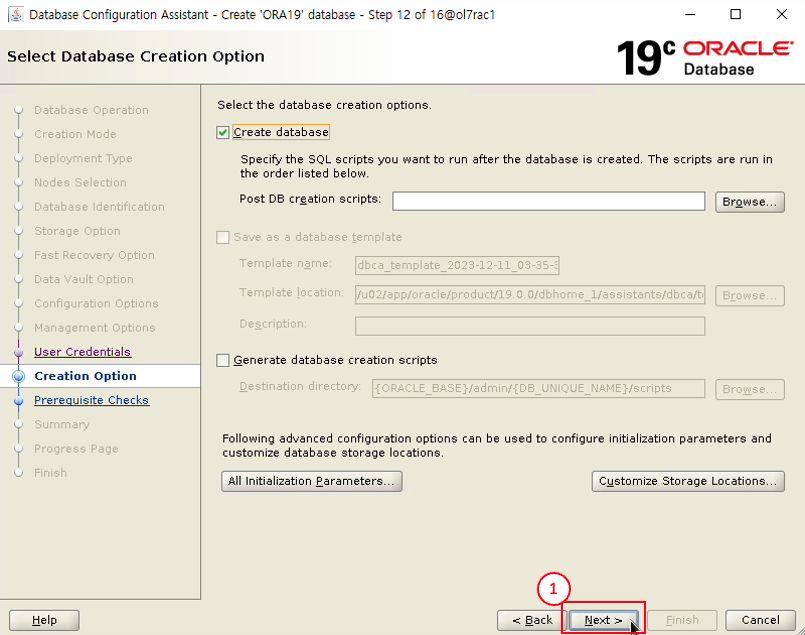 Database Configuration Assistant - Create 'ORA19' database - Step 12 of 16@ol7rac1
Select Database Creation Option
19c ORACLE
Database
Database Operation
Creation Mode
Deployment Type
Nodes Selection
Database Identification
Storage Option
Fast Recovery Option
Data Vault Option
Configuration Options
Management Options
User Credentials
Creation Option
Prerequisite Checks
Summary
Progress Page
Finish
Select the database creation options.
Create database
Specify the SQL scripts you want to run after the database is created. The scripts are run in
the order listed below.
Post DB creation scripts:
Browse...
Save as a database template
Template name:
dbca_template_2023-12-11_03-35-
Template location:
/u02/app/oracle/product/19.0.0/dbhome_1/assistants/dbca/
Browse...
Description:
Generate database creation scripts
Destination directory:
{ORACLE_BASE}/admin/{DB_UNIQUE_NAME}/scripts
Browse...
Following advanced configuration options can be used to configure initialization parameters and
customize database storage locations.
All Initialization Parameters...
Customize Storage Locations...
1
Help
< Back
Next >
Finish
Cancel